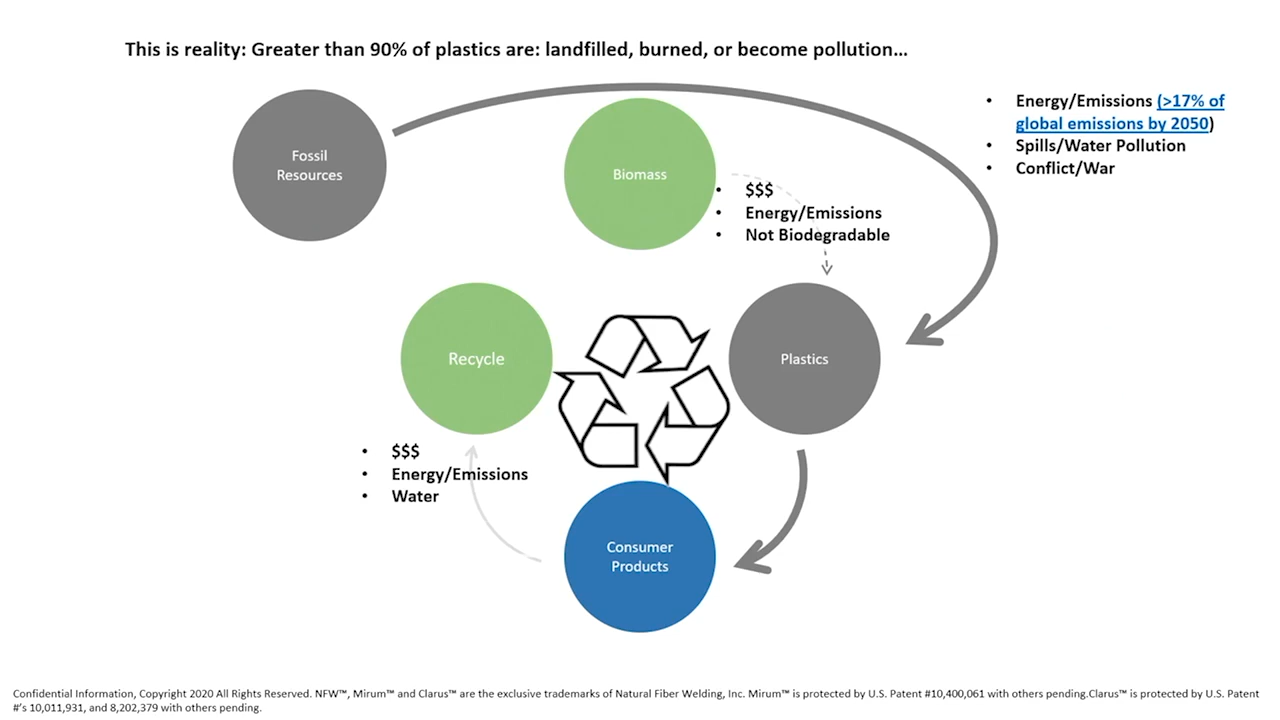 This is reality: Greater than 90% of plastics are: landfilled, burned, or become pollution...
• Energy/Emissions (>17% of
global emissions by 2050)
• Spills/Water Pollution
• Conflict/War
Fossil
Resources
Biomass
• $$$
• Energy/Emissions
• Not Biodegradable
Recycle
Plastics
• $$$
• Energy/Emissions
• Water
Consumer
Products
Confidential Information, Copyright 2020 All Rights Reserved. NFW™, Mirum™ and Clarus™ are the exclusive trademarks of Natural Fiber Welding, Inc. Mirum™ is protected by U.S. Patent #10,400,061 with others pending.Clarus™ is protected by U.S. Patent
#'s 10,011,931, and 8,202,379 with others pending.